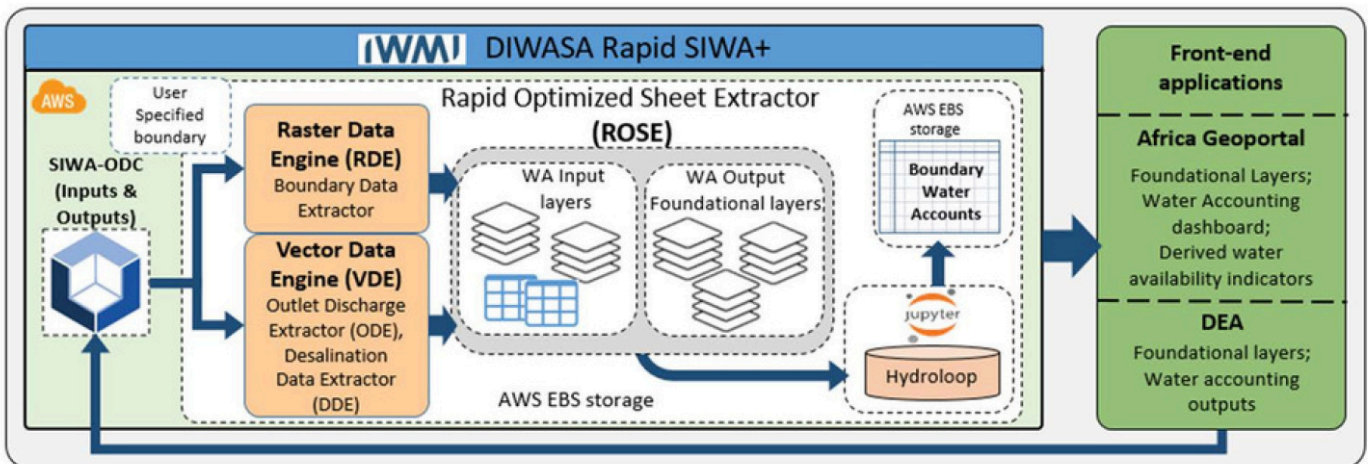 IWMI DIWASA Rapid SIWA+
AWS
User
Specified
boundary
SIWA-ODC
(Inputs &
Outputs)
Rapid Optimized Sheet Extractor
(ROSE)
Raster Data
Engine (RDE)
Boundary Data
Extractor
Vector Data
Engine (VDE)
Outlet Discharge
Extractor (ODE),
Desalination
Data Extractor
(DDE)
WA Input
layers
WA Output
Foundational layers
AWS EBS storage
AWS EBS
storage
Boundary
Water
Accounts
jupyter
Hydroloop
Front-end
applications
Africa Geoportal
Foundational Layers;
Water Accounting
dashboard;
Derived water
availability indicators
DEA
Foundational layers;
Water accounting
outputs